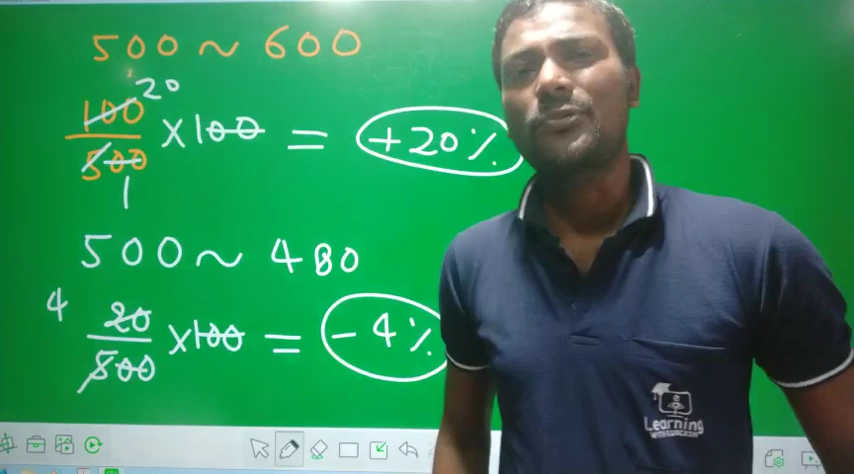 500 ~ 600
20
100
500 × 100 = +20%
1
500 ~ 480
4
20
500 × 100 = -4%
Learning